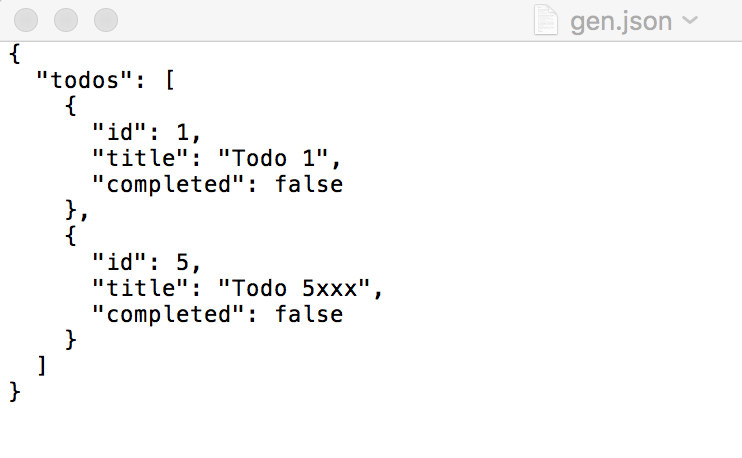 gen.json
{
  "todos": [
    {
      "id": 1,
      "title": "Todo 1",
      "completed": false
    },
    {
      "id": 5,
      "title": "Todo 5xxx",
      "completed": false
    }
  ]
}